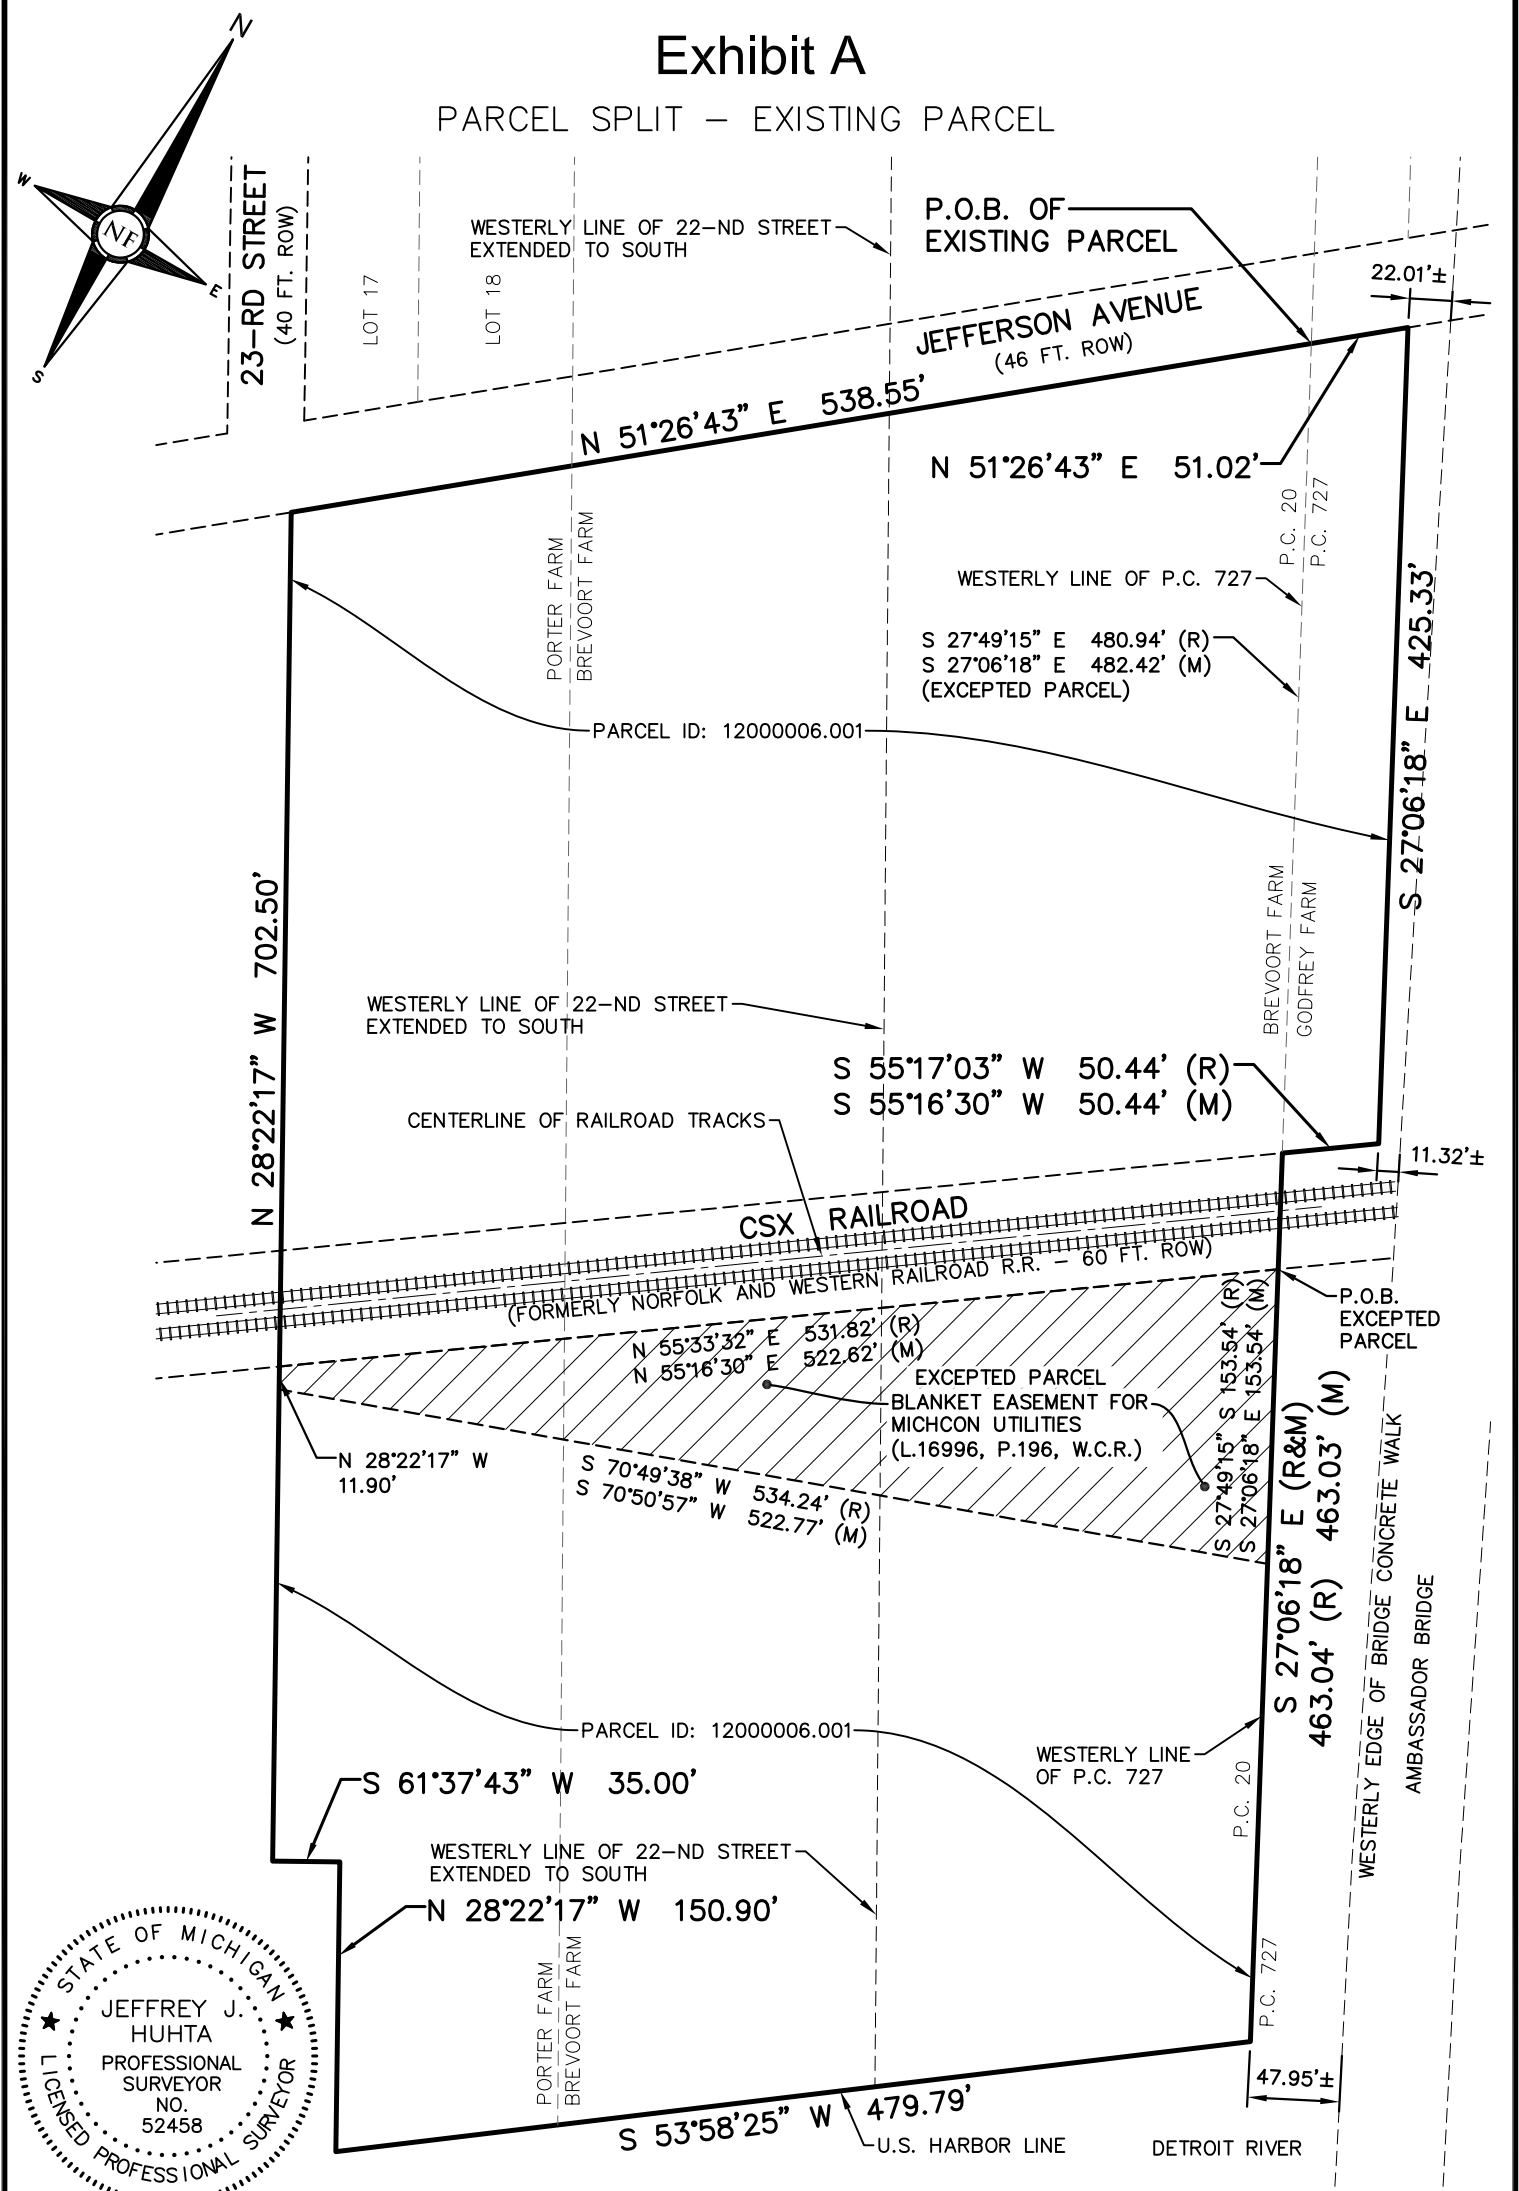 Exhibit A
PARCEL SPLIT – EXISTING PARCEL
N
W
NF
E
S
23–RD STREET
(40 FT. ROW)
LOT 17
LOT 18
WESTERLY LINE OF 22–ND STREET
EXTENDED TO SOUTH
P.O.B. OF
EXISTING PARCEL
22.01'±
JEFFERSON AVENUE
(46 FT. ROW)
N 51°26'43" E 538.55'
N 51°26'43" E 51.02'
P.C. 20
P.C. 727
PORTER FARM
BREVOORT FARM
WESTERLY LINE OF P.C. 727
S 27°49'15" E 480.94' (R)
S 27°06'18" E 482.42' (M)
(EXCEPTED PARCEL)
S 27°06'18" E 425.33'
PARCEL ID: 12000006.001
N 28°22'17" W 702.50'
BREVOORT FARM
GODFREY FARM
WESTERLY LINE OF 22–ND STREET
EXTENDED TO SOUTH
S 55°17'03" W 50.44' (R)
S 55°16'30" W 50.44' (M)
CENTERLINE OF RAILROAD TRACKS
11.32'±
CSX RAILROAD
(FORMERLY NORFOLK AND WESTERN RAILROAD R.R. – 60 FT. ROW)
P.O.B.
EXCEPTED
PARCEL
N 55°33'32" E 531.82' (R)
N 55°16'30" E 522.62' (M)
EXCEPTED PARCEL
BLANKET EASEMENT FOR
MICHCON UTILITIES
(L.16996, P.196, W.C.R.)
S 27°49'15" S 153.54' (R)
S 27°06'18" E 153.54' (M)
N 28°22'17" W
11.90'
S 70°49'38" W 534.24' (R)
S 70°50'57" W 522.77' (M)
S 27°06'18" E (R&M)
463.04' (R) 463.03' (M)
WESTERLY EDGE OF BRIDGE CONCRETE WALK
AMBASSADOR BRIDGE
PARCEL ID: 12000006.001
WESTERLY LINE
OF P.C. 727
P.C. 20
P.C. 727
S 61°37'43" W 35.00'
WESTERLY LINE OF 22–ND STREET
EXTENDED TO SOUTH
N 28°22'17" W 150.90'
PORTER FARM
BREVOORT FARM
47.95'±
S 53°58'25" W 479.79'
U.S. HARBOR LINE
DETROIT RIVER
STATE OF MICHIGAN
JEFFREY J.
HUHTA
PROFESSIONAL
SURVEYOR
NO.
52458
LICENSED PROFESSIONAL SURVEYOR